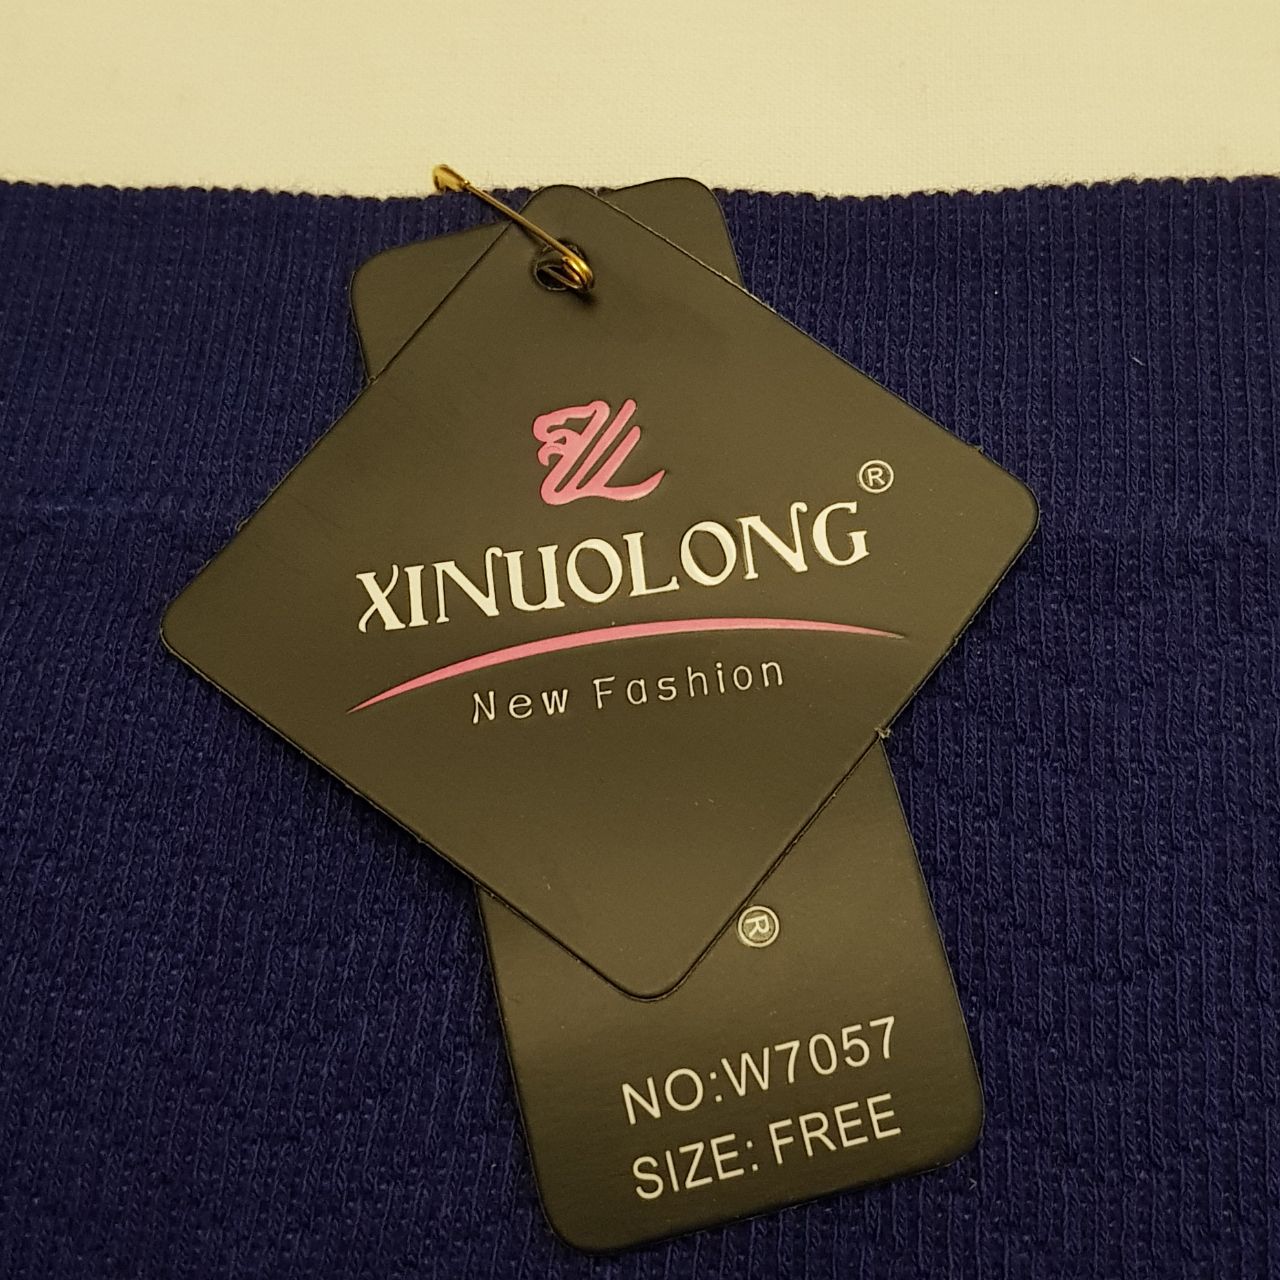 XINUOLONG®
New Fashion
®
NO:W7057
SIZE: FREE